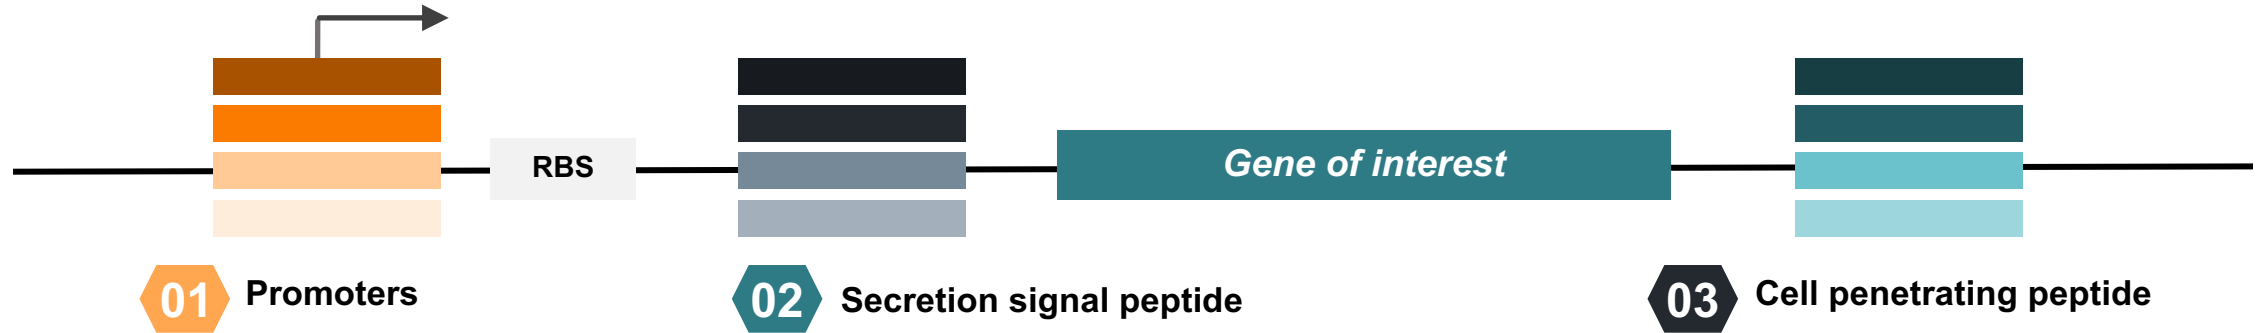 RBS
Gene of interest
01 Promoters
02 Secretion signal peptide
03 Cell penetrating peptide